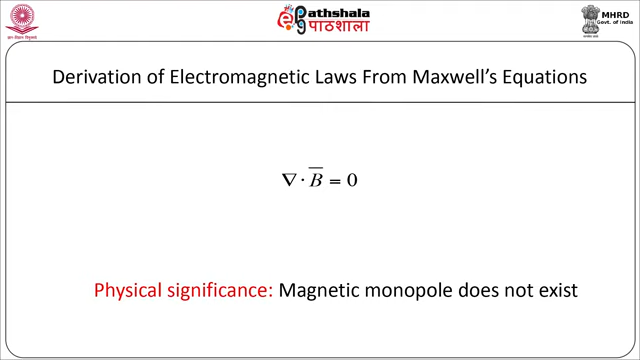 ePathshala
पाठशाला
MHRD
Govt. of India
Derivation of Electromagnetic Laws From Maxwell's Equations
∇ · B̅ = 0
Physical significance: Magnetic monopole does not exist